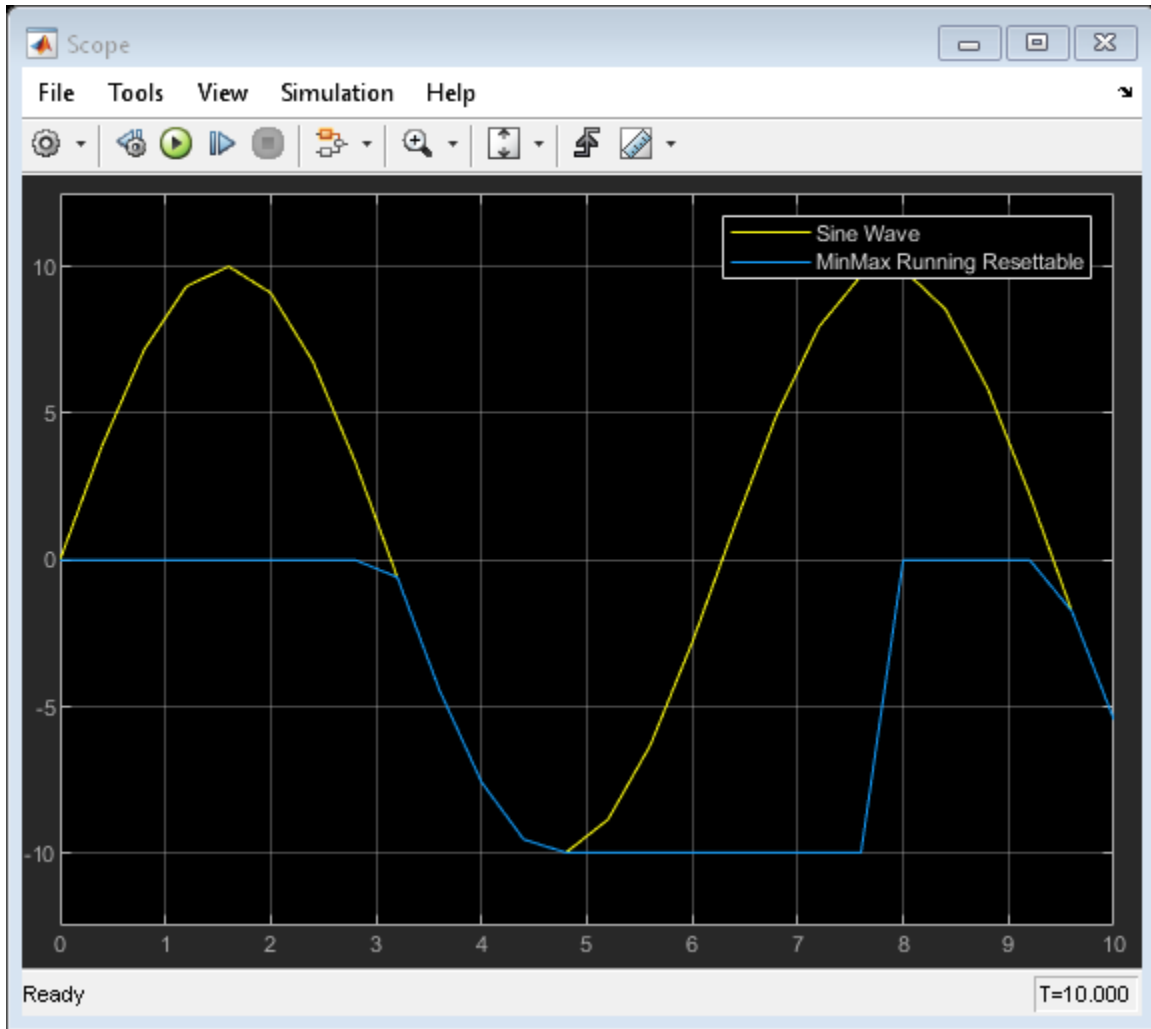 Scope
File Tools View Simulation Help
Sine Wave
MinMax Running Resettable
10
5
0
-5
-10
0 1 2 3 4 5 6 7 8 9 10
Ready T=10.000